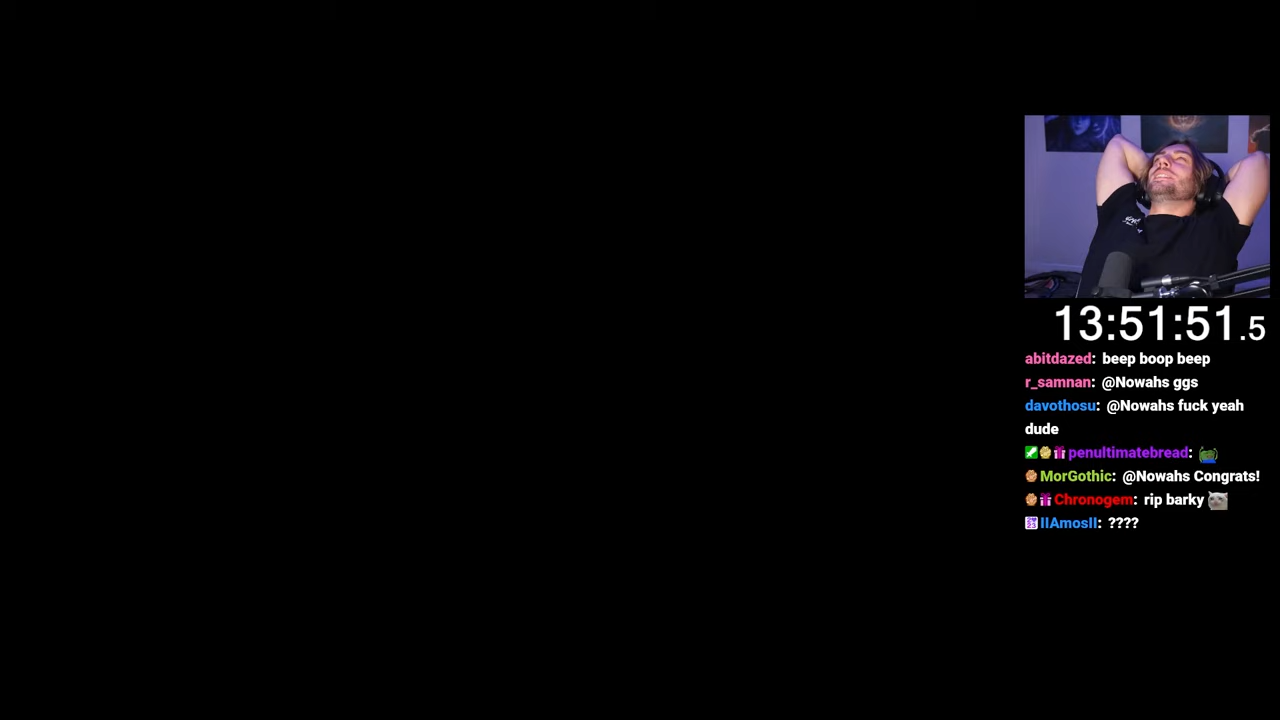 13:51:51.5
abitdazed: beep boop beep
r_samnan: @Nowahs ggs
davothosu: @Nowahs fuck yeah
dude
penultimatebread:
MorGothic: @Nowahs Congrats!
Chronogem: rip barky
IIAmosII: ????